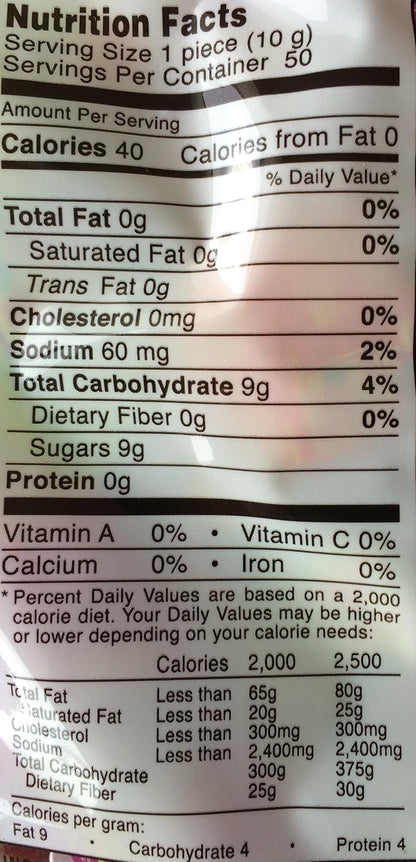 Nutrition Facts
Serving Size 1 piece (10 g)
Servings Per Container 50
Amount Per Serving
Calories 40 Calories from Fat 0
% Daily Value*
Total Fat 0g 0%
Saturated Fat 0g 0%
Trans Fat 0g
Cholesterol 0mg 0%
Sodium 60 mg 2%
Total Carbohydrate 9g 4%
Dietary Fiber 0g 0%
Sugars 9g
Protein 0g
Vitamin A 0% • Vitamin C 0%
Calcium 0% • Iron 0%
* Percent Daily Values are based on a 2,000
calorie diet. Your Daily Values may be higher
or lower depending on your calorie needs:
Calories 2,000 2,500
Total Fat Less than 65g 80g
Saturated Fat Less than 20g 25g
Cholesterol Less than 300mg 300mg
Sodium Less than 2,400mg 2,400mg
Total Carbohydrate 300g 375g
Dietary Fiber 25g 30g
Calories per gram:
Fat 9 • Carbohydrate 4 • Protein 4